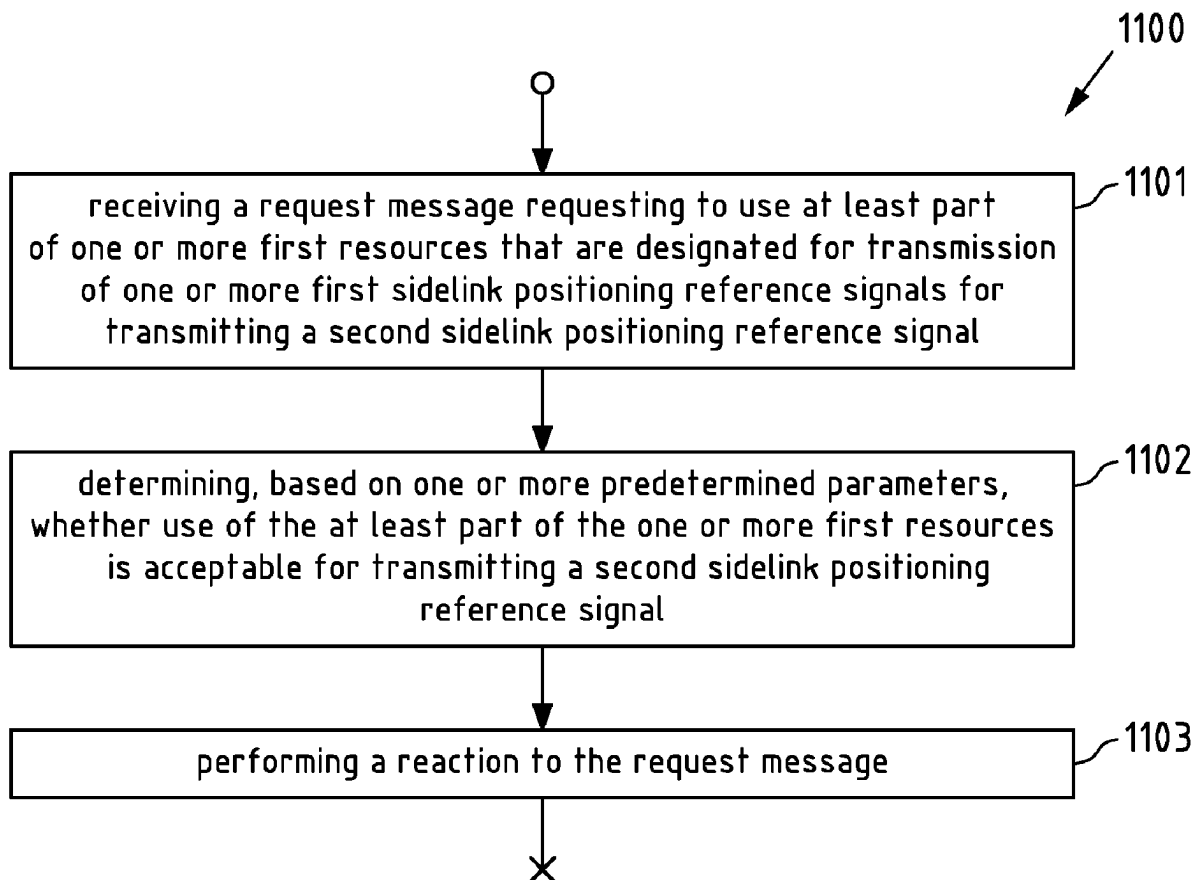 1100
receiving a request message requesting to use at least part
of one or more first resources that are designated for transmission
of one or more first sidelink positioning reference signals for
transmitting a second sidelink positioning reference signal
1101
determining, based on one or more predetermined parameters,
whether use of the at least part of the one or more first resources
is acceptable for transmitting a second sidelink positioning
reference signal
1102
performing a reaction to the request message
1103